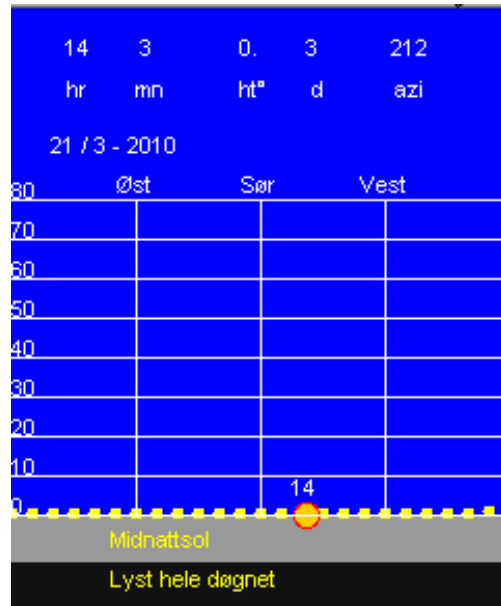 14 3 0. 3 212
hr mn ht° d azi
21 / 3 - 2010
Øst Sør Vest
80
70
60
50
40
30
20
10
14
0
Midnattsol
Lyst hele døgnet